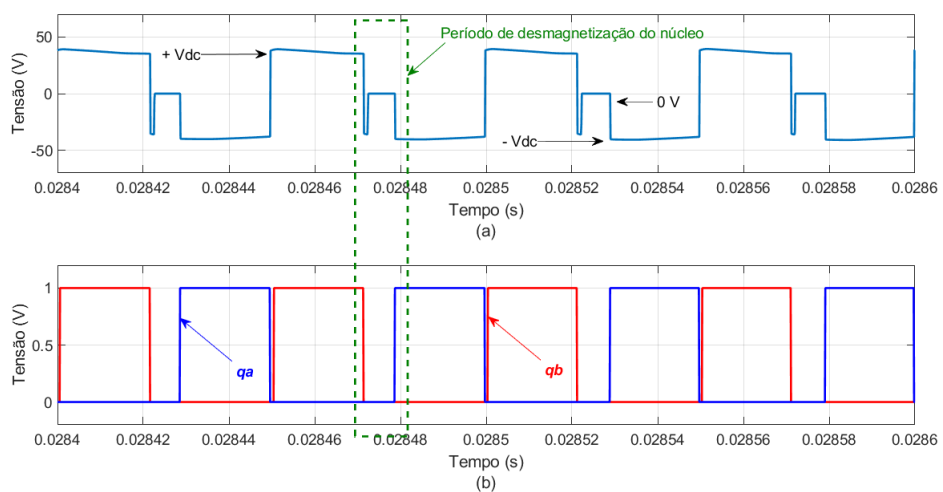 Período de desmagnetização do núcleo
50
+ Vdc
0
0 V
- Vdc
-50
Tensão (V)
0.0284 0.02842 0.02844 0.02846 0.02848 0.0285 0.02852 0.02854 0.02856 0.02858 0.0286
Tempo (s)
(a)
1
0.5
qa
qb
0
Tensão (V)
0.0284 0.02842 0.02844 0.02846 0.02848 0.0285 0.02852 0.02854 0.02856 0.02858 0.0286
Tempo (s)
(b)